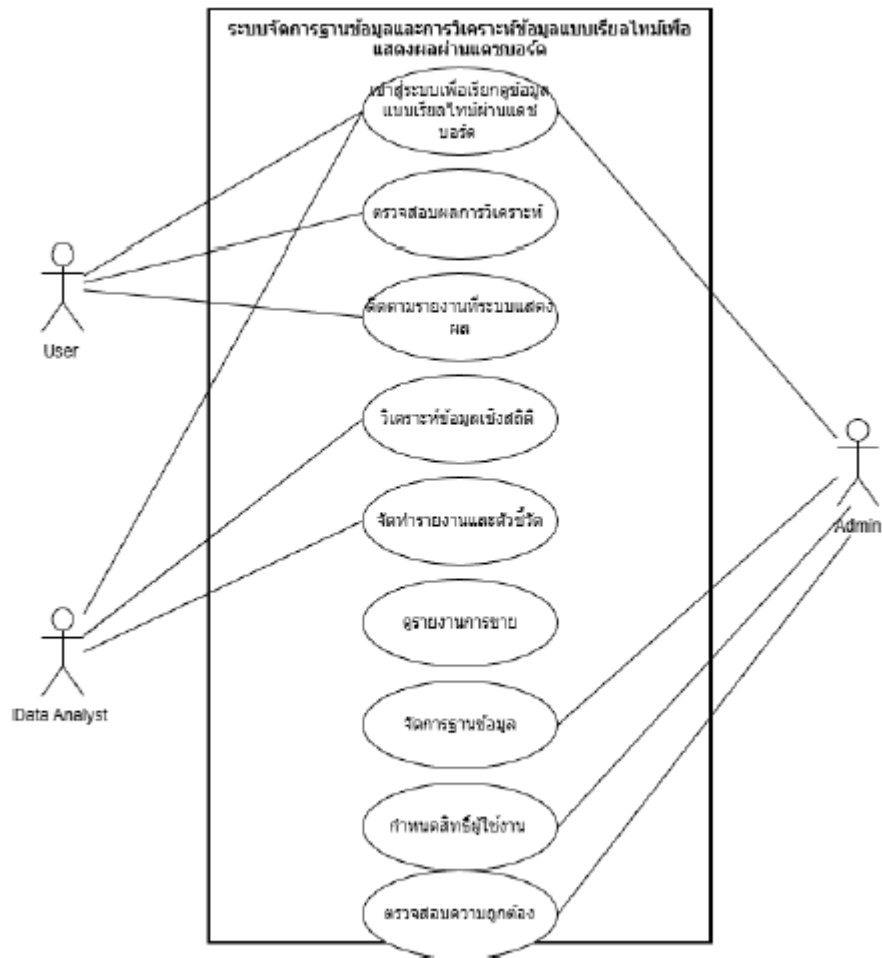 ระบบจัดการฐานข้อมูลและการวิเคราะห์ข้อมูลแบบเรียลไทม์เพื่อ
แสดงผลผ่านแดชบอร์ด
เข้าสู่ระบบเพื่อเรียกดูข้อมูล
แบบเรียลไทม์ผ่านแดช
บอร์ด
ตรวจสอบผลการวิเคราะห์
ติดตามรายงานที่ระบบแสดง
ผล
User
วิเคราะห์ข้อมูลเชิงสถิติ
จัดทำรายงานและตัวชี้วัด
Admin
ดูรายงานการขาย
Data Analyst
จัดการฐานข้อมูล
กำหนดสิทธิ์ผู้ใช้งาน
ตรวจสอบความถูกต้อง